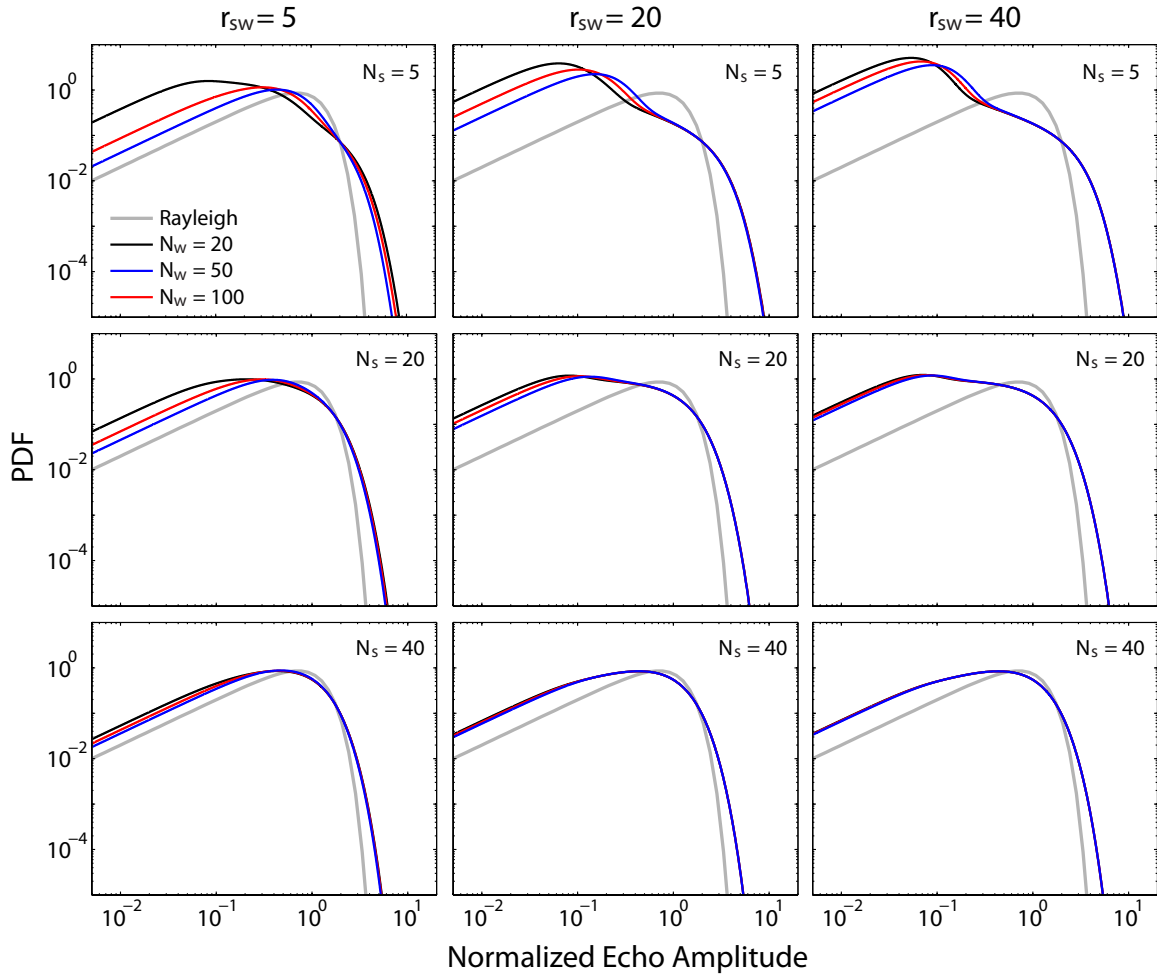 r_sw = 5
r_sw = 20
r_sw = 40
N_s = 5
N_s = 5
N_s = 5
10^0
10^-2
10^-4
Rayleigh
N_w = 20
N_w = 50
N_w = 100
N_s = 20
N_s = 20
N_s = 20
10^0
10^-2
10^-4
PDF
N_s = 40
N_s = 40
N_s = 40
10^0
10^-2
10^-4
10^-2 10^-1 10^0 10^1
10^-2 10^-1 10^0 10^1
10^-2 10^-1 10^0 10^1
Normalized Echo Amplitude